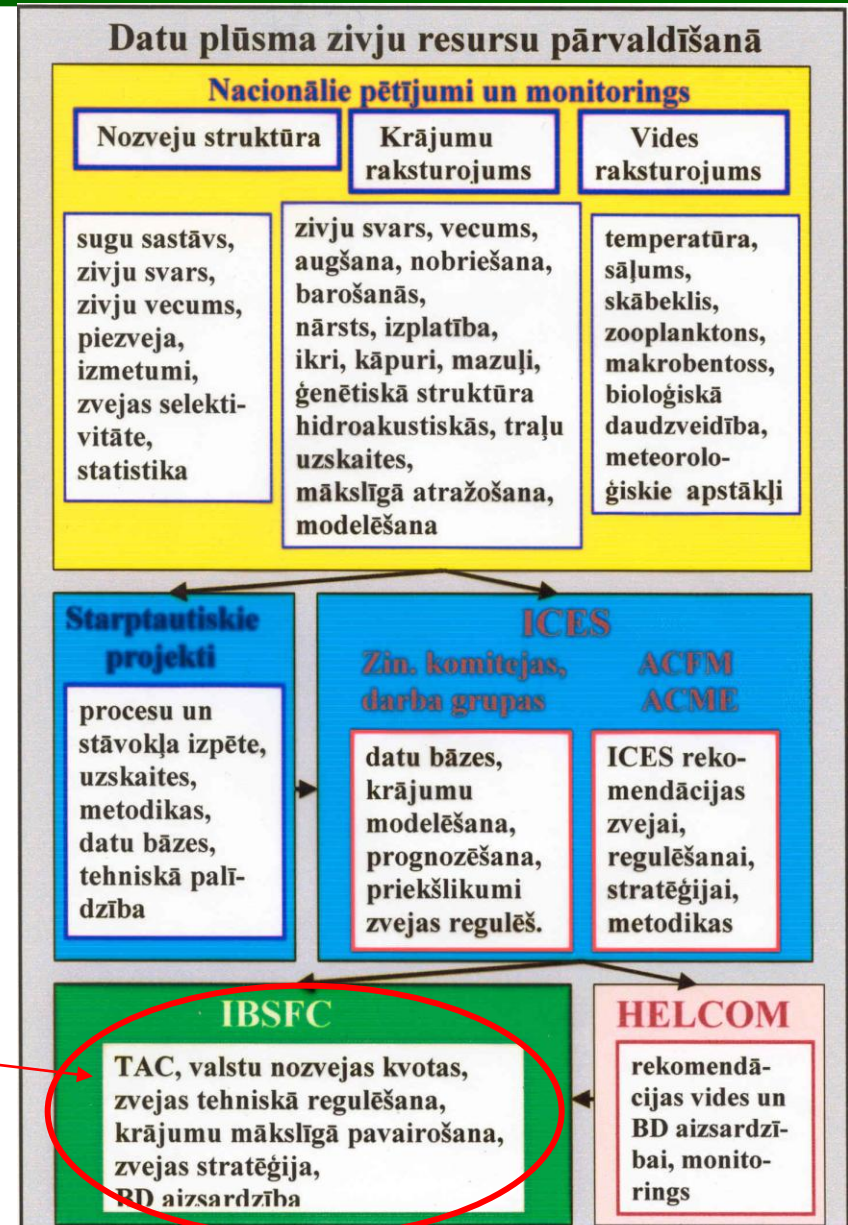 Datu plūsma zivju resursu pārvaldīšanā
Nacionālie pētījumi un monitorings
Nozveju struktūra
Krājumu
raksturojums
Vides
raksturojums
sugu sastāvs,
zivju svars,
zivju vecums,
piezveja,
izmetumi,
zvejas selekti-
vitāte,
statistika
zivju svars, vecums,
augšana, nobriešana,
barošanās,
nārsts, izplatība,
ikri, kāpuri, mazuļi,
ģenētiskā struktūra
hidroakustiskās, traļu
uzskaites,
mākslīgā atražošana,
modelēšana
temperatūra,
sāļums,
skābeklis,
zooplanktons,
makrobentoss,
bioloģiskā
daudzveidība,
meteorolo-
ģiskie apstākļi
Starptautiskie
projekti
procesu un
stāvokļa izpēte,
uzskaites,
metodikas,
datu bāzes,
tehniskā palī-
dzība
ICES
Zin. komitejas,
darba grupas
ACFM
ACME
datu bāzes,
krājumu
modelēšana,
prognozēšana,
priekšlikumi
zvejas regulēš.
ICES reko-
mendācijas
zvejai,
regulēšanai,
stratēģijai,
metodikas
IBSFC
TAC, valstu nozvejas kvotas,
zvejas tehniskā regulēšana,
krājumu mākslīgā pavairošana,
zvejas stratēģija,
BD aizsardzība
HELCOM
rekomendā-
cijas vides un
BD aizsardzī-
bai, monito-
rings